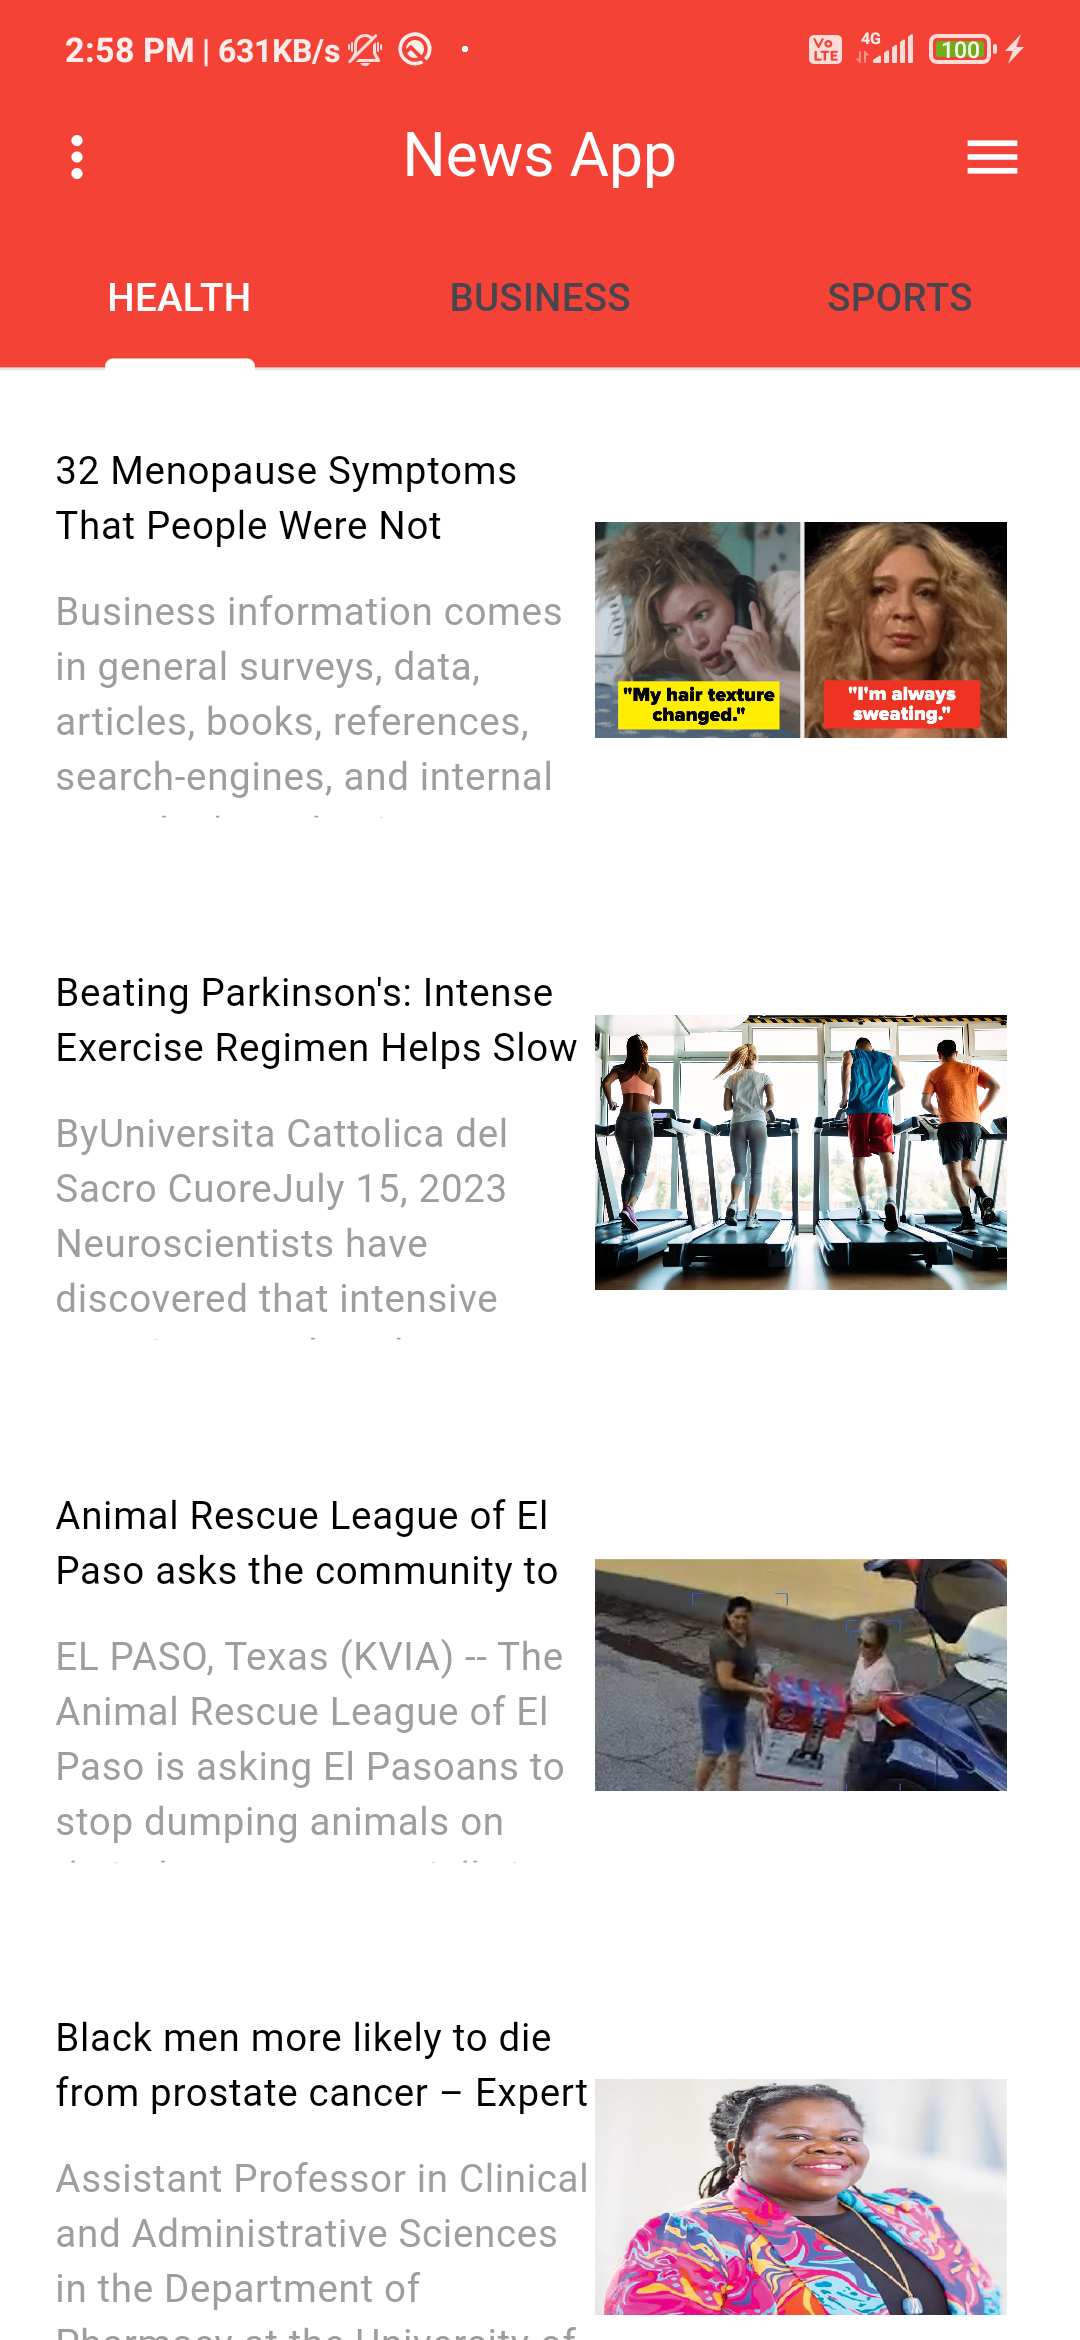 2:58 PM | 631KB/s
Vo LTE 4G 100
News App
HEALTH BUSINESS SPORTS
32 Menopause Symptoms
That People Were Not
Business information comes
in general surveys, data,
articles, books, references,
search-engines, and internal
"My hair texture
changed."
"I'm always
sweating."
Beating Parkinson's: Intense
Exercise Regimen Helps Slow
ByUniversita Cattolica del
Sacro CuoreJuly 15, 2023
Neuroscientists have
discovered that intensive
Animal Rescue League of El
Paso asks the community to
EL PASO, Texas (KVIA) -- The
Animal Rescue League of El
Paso is asking El Pasoans to
stop dumping animals on
Black men more likely to die
from prostate cancer – Expert
Assistant Professor in Clinical
and Administrative Sciences
in the Department of
Pharmacy at the University of